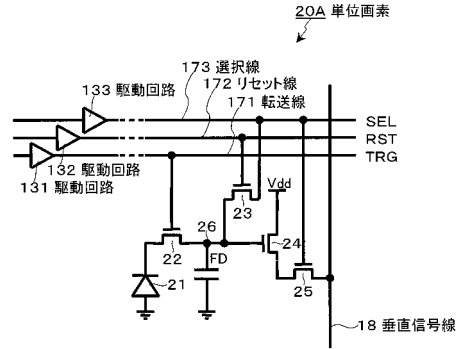 20A 単位画素
133 駆動回路
173 選択線
172 リセット線
171 転送線
SEL
RST
TRG
132 駆動回路
131 駆動回路
Vdd
23
26
24
22
FD
21
25
18 垂直信号線